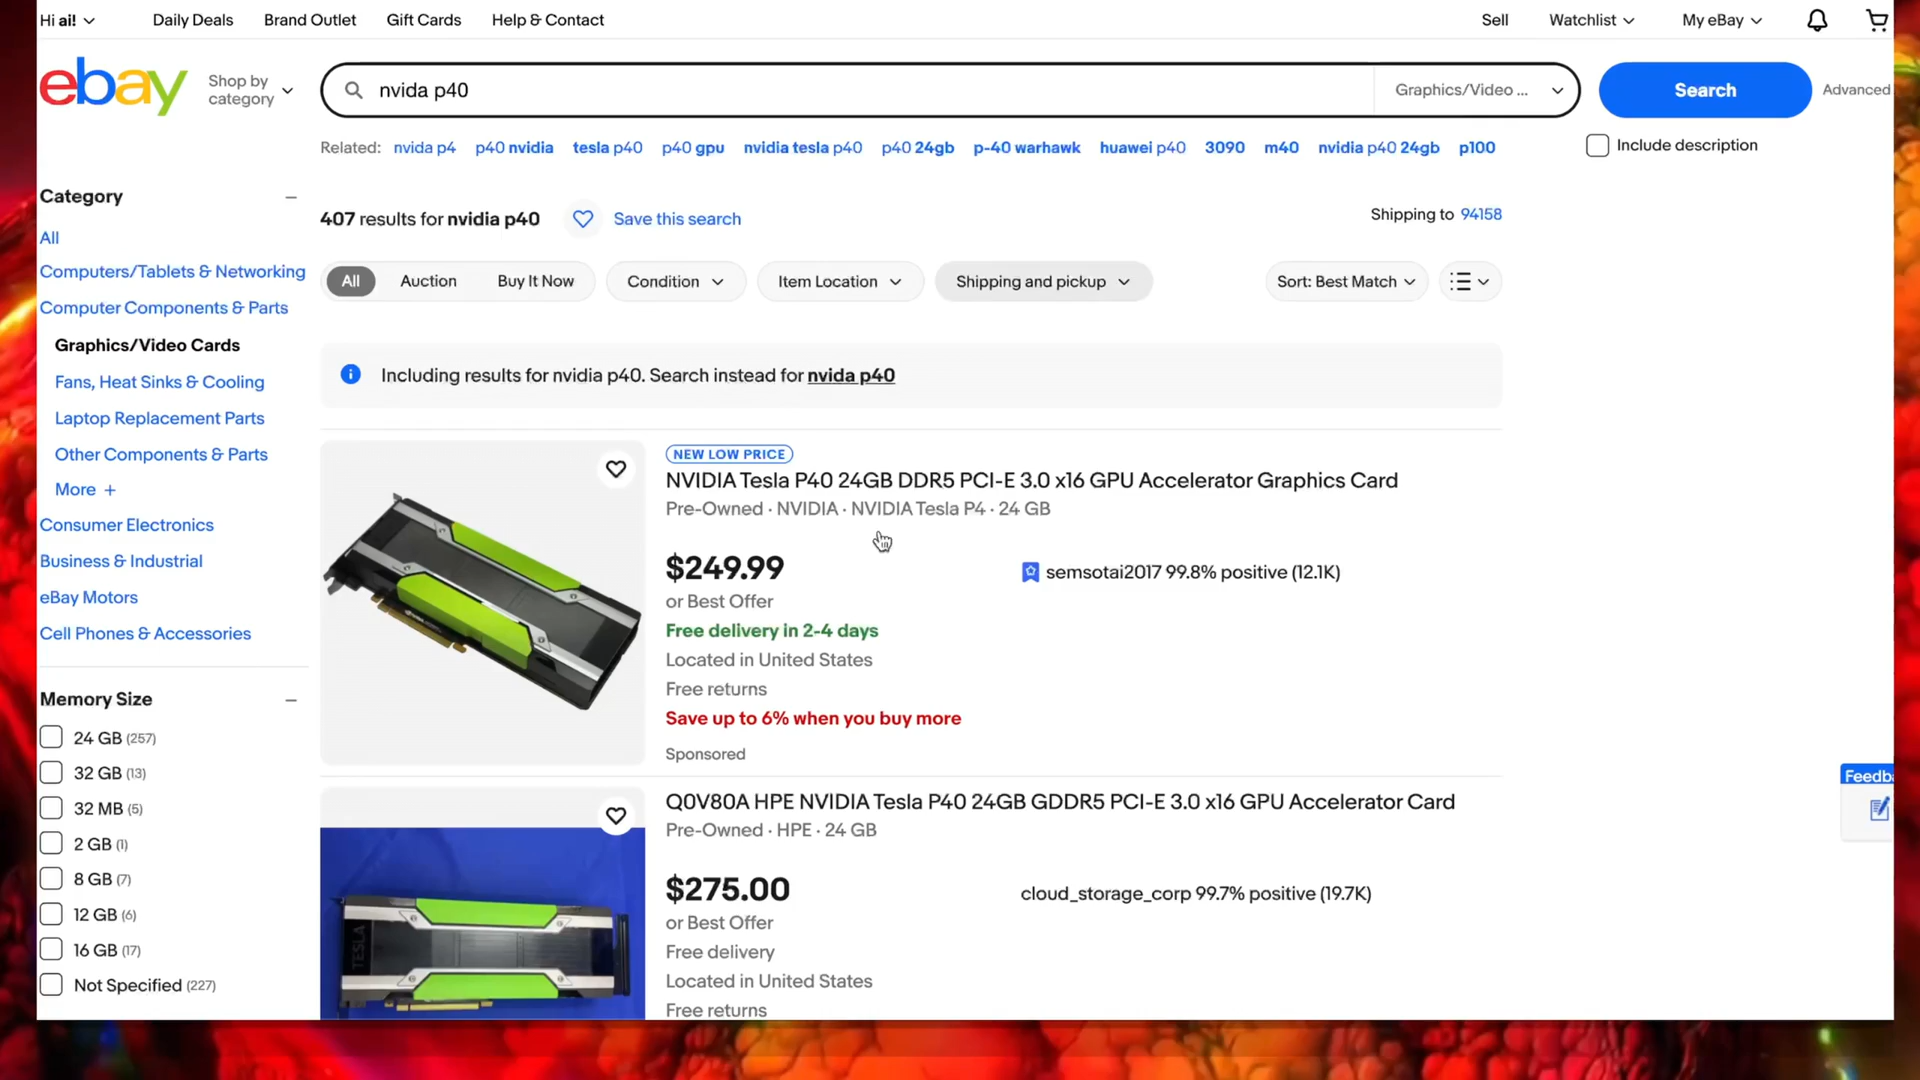 Hi ai!
Daily Deals
Brand Outlet
Gift Cards
Help & Contact
Sell
Watchlist
My eBay
ebay
Shop by
category
nvida p40
Graphics/Video ...
Search
Advanced
Related: nvida p4 p40 nvidia tesla p40 p40 gpu nvidia tesla p40 p40 24gb p-40 warhawk huawei p40 3090 m40 nvidia p40 24gb p100
Include description
Category
All
Computers/Tablets & Networking
Computer Components & Parts
Graphics/Video Cards
Fans, Heat Sinks & Cooling
Laptop Replacement Parts
Other Components & Parts
More +
Consumer Electronics
Business & Industrial
eBay Motors
Cell Phones & Accessories
Memory Size
24 GB (257)
32 GB (13)
32 MB (5)
2 GB (1)
8 GB (7)
12 GB (6)
16 GB (17)
Not Specified (227)
407 results for nvidia p40
Save this search
Shipping to 94158
All
Auction
Buy It Now
Condition
Item Location
Shipping and pickup
Sort: Best Match
Including results for nvidia p40. Search instead for nvida p40
NEW LOW PRICE
NVIDIA Tesla P40 24GB DDR5 PCI-E 3.0 x16 GPU Accelerator Graphics Card
Pre-Owned · NVIDIA · NVIDIA Tesla P4 · 24 GB
$249.99
semsotai2017 99.8% positive (12.1K)
or Best Offer
Free delivery in 2-4 days
Located in United States
Free returns
Save up to 6% when you buy more
Sponsored
Q0V80A HPE NVIDIA Tesla P40 24GB GDDR5 PCI-E 3.0 x16 GPU Accelerator Card
Pre-Owned · HPE · 24 GB
$275.00
cloud_storage_corp 99.7% positive (19.7K)
or Best Offer
Free delivery
Located in United States
Free returns
TESLA
Feedb